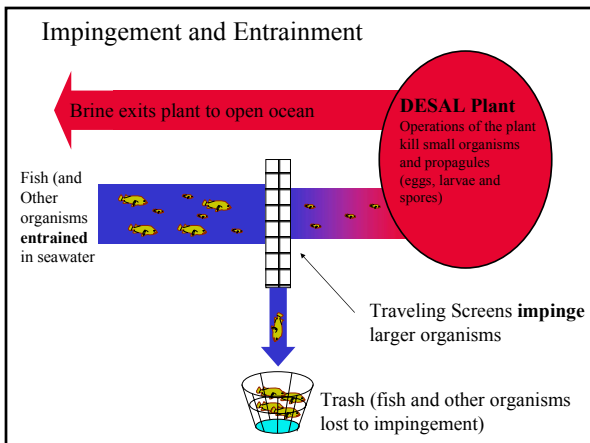 Impingement and Entrainment
Brine exits plant to open ocean
DESAL Plant
Operations of the plant
kill small organisms
and propagules
(eggs, larvae and
spores)
Fish (and
Other
organisms
entrained
in seawater
Traveling Screens impinge
larger organisms
Trash (fish and other organisms
lost to impingement)